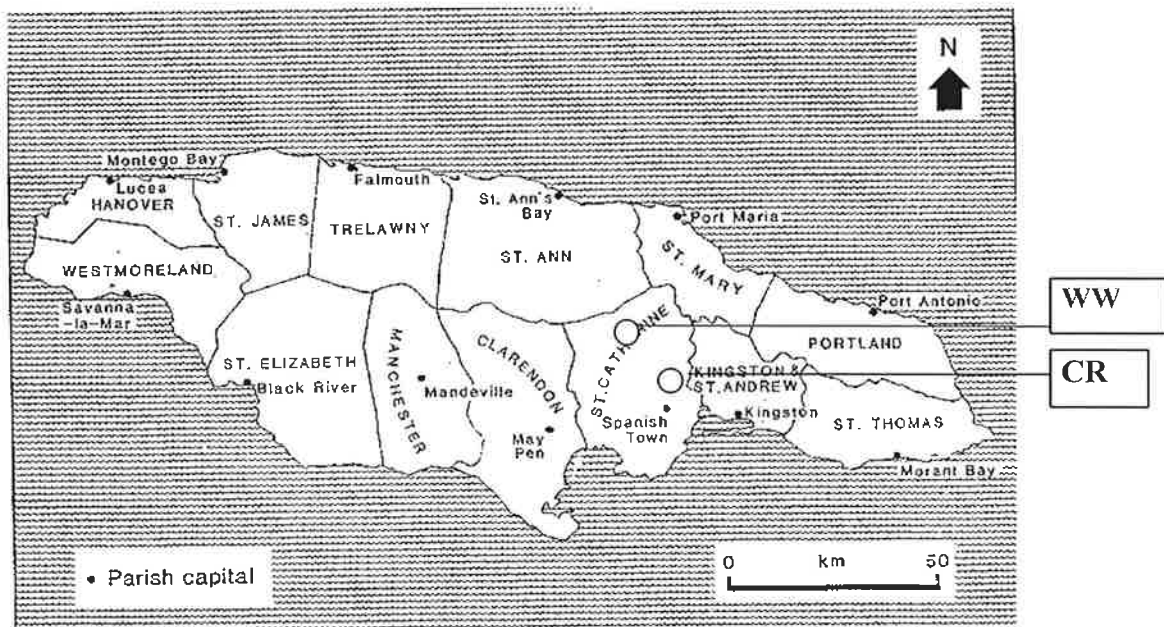 N
Montego Bay
Lucea
HANOVER
Falmouth
ST. JAMES
TRELAWNY
St. Ann's
Bay
ST. ANN
Port Maria
ST. MARY
WESTMORELAND
Savanna
-la-Mar
Port Antonio
PORTLAND
WW
ST. ELIZABETH
Black River
MANCHESTER
Mandeville
CLARENDON
May
Pen
ST. CATHERINE
Spanish
Town
KINGSTON &
ST. ANDREW
Kingston
CR
ST. THOMAS
Morant Bay
• Parish capital
0 km 50